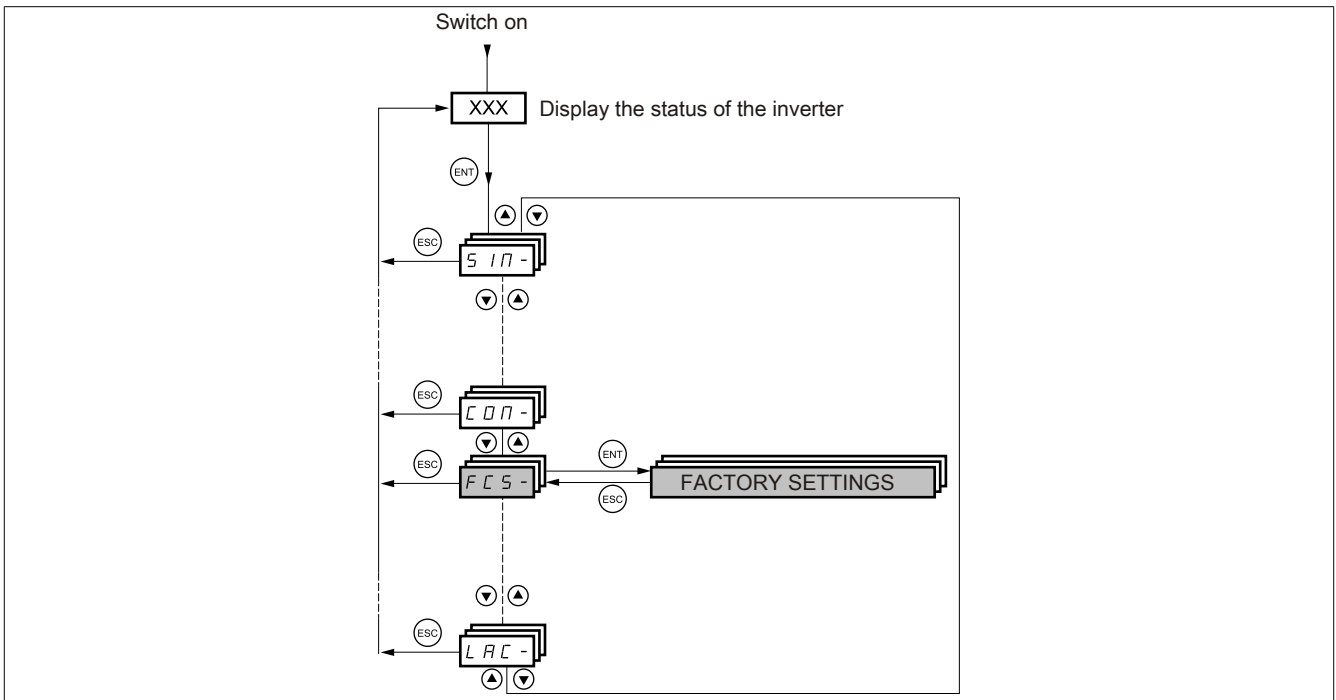 Switch on
XXX Display the status of the inverter
ENT
ESC
SIM-
ESC
COM-
ESC
FCS-
ENT
FACTORY SETTINGS
ESC
ESC
LAC-